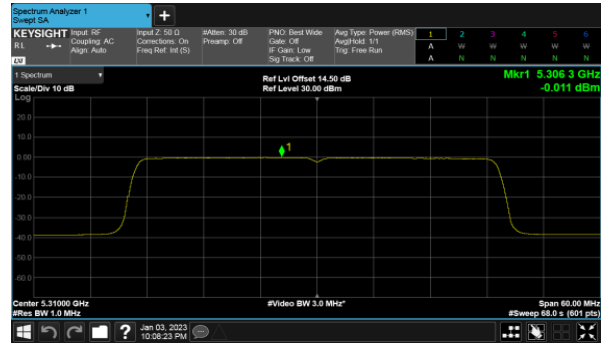 Spectrum Analyzer 1
Swept SA
+
KEYSIGHT Input: RF Input Z: 50 Ω #Atten: 30 dB PNO: Best Wide Avg Type: Power (RMS) 1 2 3 4 5 6
R L Coupling: AC Corrections: On Preamp: Off Gate: Off Avg|Hold: 1/1 A W W W W W
Align: Auto Freq Ref: Int (S) IF Gain: Low Trig: Free Run
LXI Sig Track: Off A N N N N N
1 Spectrum Ref Lvl Offset 14.50 dB Mkr1 5.306 3 GHz
Scale/Div 10 dB Ref Level 30.00 dBm -0.011 dBm
Log
20.0
10.0
1
0.00
-10.0
-20.0
-30.0
-40.0
-50.0
-60.0
Center 5.31000 GHz #Video BW 3.0 MHz* Span 60.00 MHz
#Res BW 1.0 MHz #Sweep 68.0 s (601 pts)
? Jan 03, 2023
10:08:23 PM